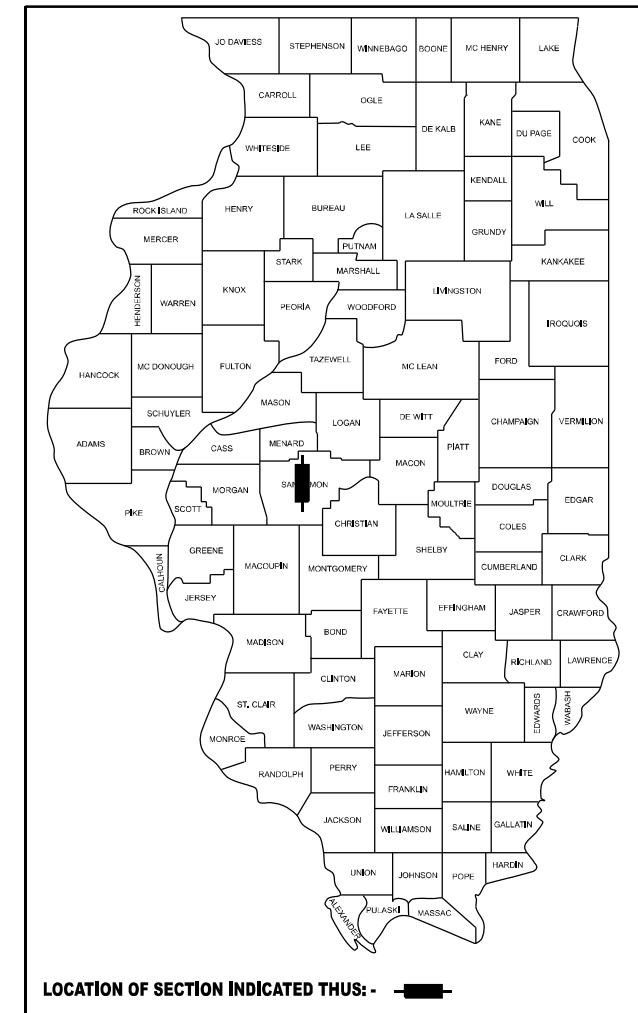 JO DAVIESS
STEPHENSON
WINNEBAGO
BOONE
MC HENRY
LAKE
CARROLL
OGLE
DE KALB
KANE
DU PAGE
COOK
WHITESIDE
LEE
KENDALL
WILL
ROCK ISLAND
HENRY
BUREAU
LA SALLE
GRUNDY
MERCER
PUTNAM
STARK
MARSHALL
KANKAKEE
HENDERSON
WARREN
KNOX
PEORIA
WOODFORD
LIVINGSTON
IROQUOIS
HANCOCK
MC DONOUGH
FULTON
TAZEWELL
MC LEAN
FORD
SCHUYLER
MASON
LOGAN
DE WITT
CHAMPAIGN
VERMILION
ADAMS
BROWN
CASS
MENARD
PIATT
MACON
MORGAN
DOUGLAS
PIKE
SCOTT
CHRISTIAN
MOULTRIE
COLES
EDGAR
CALHOUN
GREENE
MACOUPIN
MONTGOMERY
SHELBY
CUMBERLAND
CLARK
JERSEY
FAYETTE
EFFINGHAM
JASPER
CRAWFORD
MADISON
BOND
CLAY
RICHLAND
LAWRENCE
CLINTON
MARION
ST. CLAIR
WAYNE
EDWARDS
WABASH
WASHINGTON
JEFFERSON
MONROE
RANDOLPH
PERRY
HAMILTON
WHITE
FRANKLIN
JACKSON
WILLIAMSON
SALINE
GALLATIN
HARDIN
UNION
JOHNSON
POPE
ALEXANDER
PULASKI
MASSAC
LOCATION OF SECTION INDICATED THUS: -